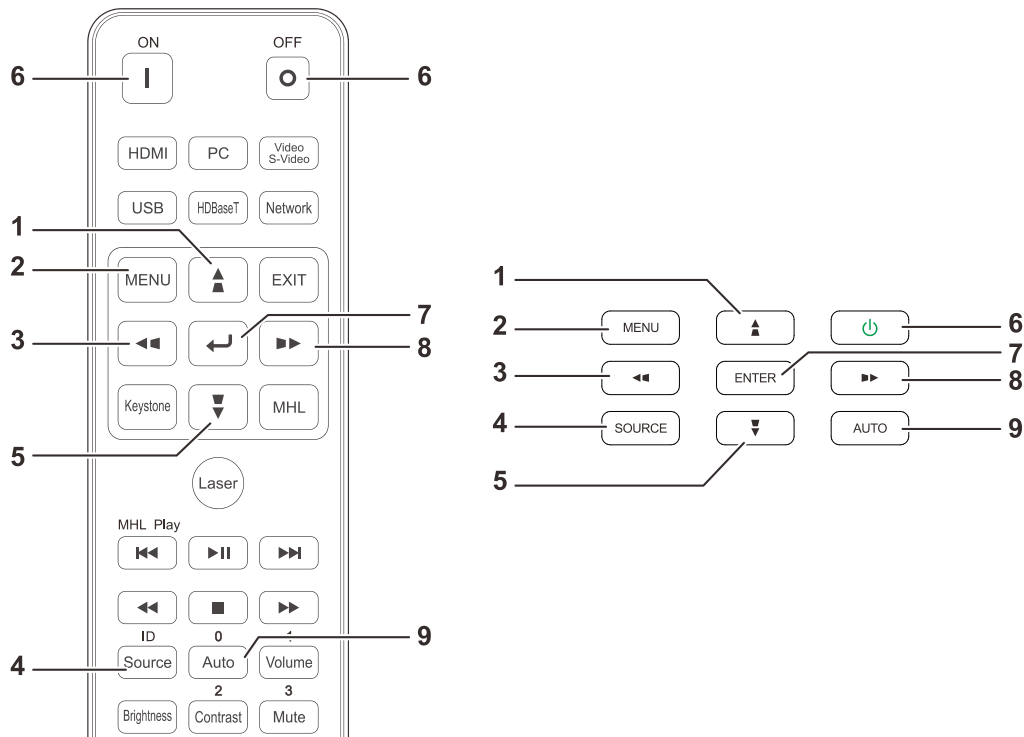 ON OFF
6 6
HDMI PC Video
S-Video
USB HDBaseT Network
1
2 MENU EXIT
3 7
8
Keystone MHL
5
Laser
MHL Play
ID 0
4 Source Auto Volume 9
2 3
Brightness Contrast Mute
1
2 MENU 6
7
3 ENTER 8
4 SOURCE AUTO 9
5